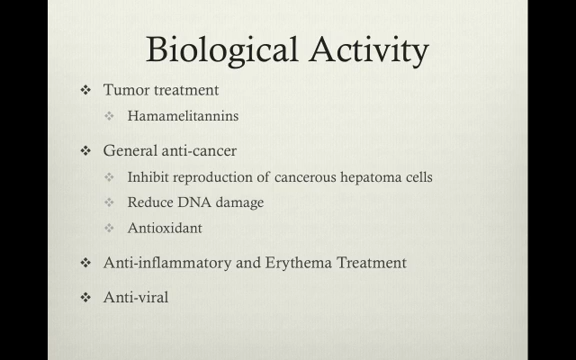 Biological Activity
Tumor treatment
Hamamelitannins
General anti-cancer
Inhibit reproduction of cancerous hepatoma cells
Reduce DNA damage
Antioxidant
Anti-inflammatory and Erythema Treatment
Anti-viral